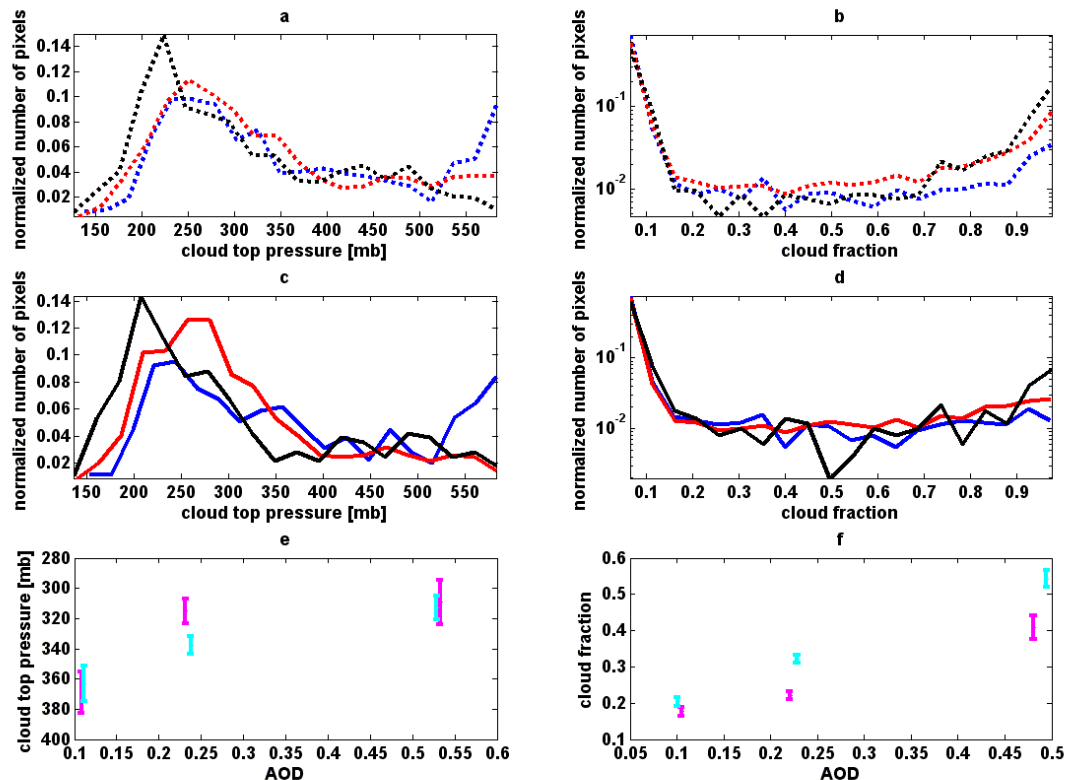 a
normalized number of pixels
0.14
0.12
0.1
0.08
0.06
0.04
0.02
150 200 250 300 350 400 450 500 550
cloud top pressure [mb]
b
normalized number of pixels
10-1
10-2
0.1 0.2 0.3 0.4 0.5 0.6 0.7 0.8 0.9
cloud fraction
c
normalized number of pixels
0.14
0.12
0.1
0.08
0.06
0.04
0.02
150 200 250 300 350 400 450 500 550
cloud top pressure [mb]
d
normalized number of pixels
10-1
10-2
0.1 0.2 0.3 0.4 0.5 0.6 0.7 0.8 0.9
cloud fraction
e
cloud top pressure [mb]
280
300
320
340
360
380
400
0.1 0.15 0.2 0.25 0.3 0.35 0.4 0.45 0.5 0.55 0.6
AOD
f
cloud fraction
0.6
0.5
0.4
0.3
0.2
0.1
0.05 0.1 0.15 0.2 0.25 0.3 0.35 0.4 0.45 0.5
AOD